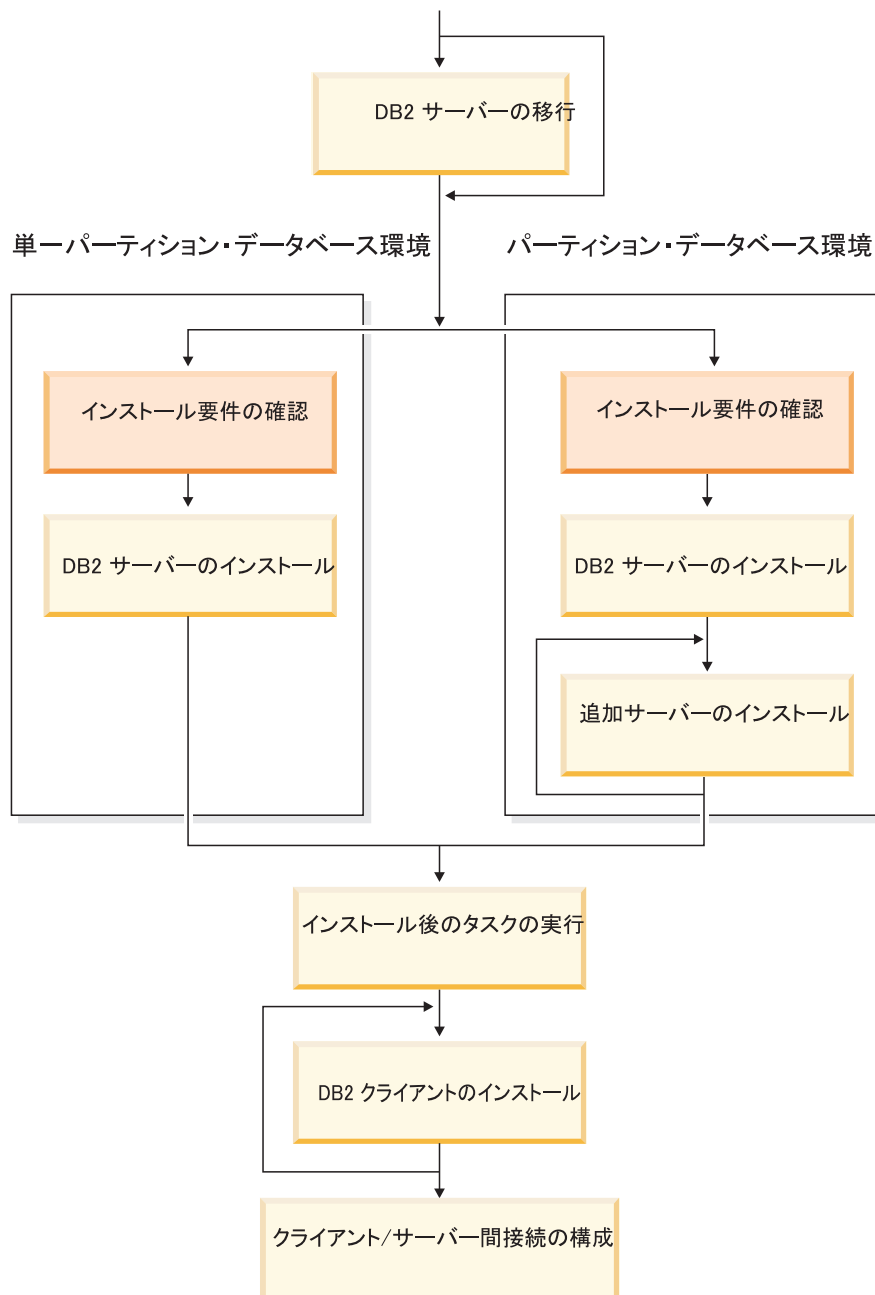 DB2 サーバーの移行
単一パーティション・データベース環境
パーティション・データベース環境
インストール要件の確認
インストール要件の確認
DB2 サーバーのインストール
DB2 サーバーのインストール
追加サーバーのインストール
インストール後のタスクの実行
DB2 クライアントのインストール
クライアント/サーバー間接続の構成